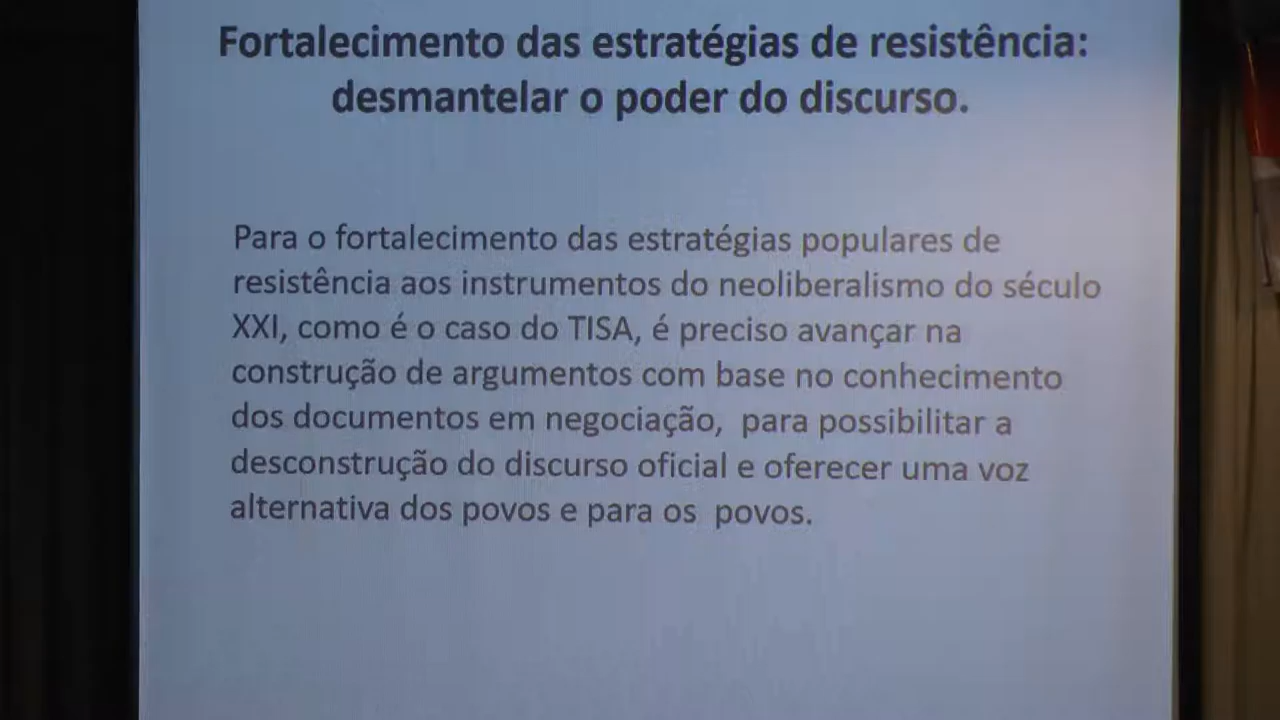 Fortalecimento das estratégias de resistência:
desmantelar o poder do discurso.
Para o fortalecimento das estratégias populares de
resistência aos instrumentos do neoliberalismo do século
XXI, como é o caso do TISA, é preciso avançar na
construção de argumentos com base no conhecimento
dos documentos em negociação, para possibilitar a
desconstrução do discurso oficial e oferecer uma voz
alternativa dos povos e para os povos.